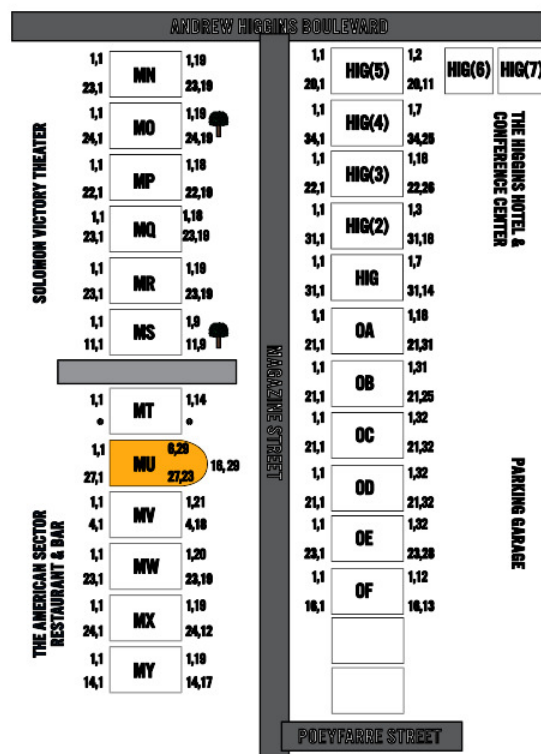 ANDREW HIGGINS BOULEVARD
1,1 MN 1,19
23,1 23,19
1,1 MO 1,19
24,1 24,19
1,1 MP 1,18
22,1 22,19
1,1 MQ 1,18
23,1 23,19
1,1 MR 1,19
23,1 23,19
1,1 MS 1,9
11,1 11,9
1,1 MT 1,14
1,1 MU 6,29
27,1 27,23 16,29
1,1 MV 1,21
4,1 4,18
1,1 MW 1,20
23,1 23,19
1,1 MX 1,19
24,1 24,12
1,1 MY 1,19
14,1 14,17
SOLOMON VICTORY THEATER
THE AMERICAN SECTOR
RESTAURANT & BAR
MAGAZINE STREET
1,1 HIG(5) 1,2
20,1 20,11
HIG(6) HIG(7)
1,1 HIG(4) 1,7
34,1 34,25
1,1 HIG(3) 1,16
22,1 22,26
1,1 HIG(2) 1,3
31,1 31,16
1,1 HIG 1,7
31,1 31,14
1,1 OA 1,16
21,1 21,31
1,1 OB 1,31
21,1 21,25
1,1 OC 1,32
21,1 21,32
1,1 OD 1,32
21,1 21,32
1,1 OE 1,32
23,1 23,28
1,1 OF 1,12
16,1 16,13
THE HIGGINS HOTEL &
CONFERENCE CENTER
PARKING GARAGE
POEYFARRE STREET